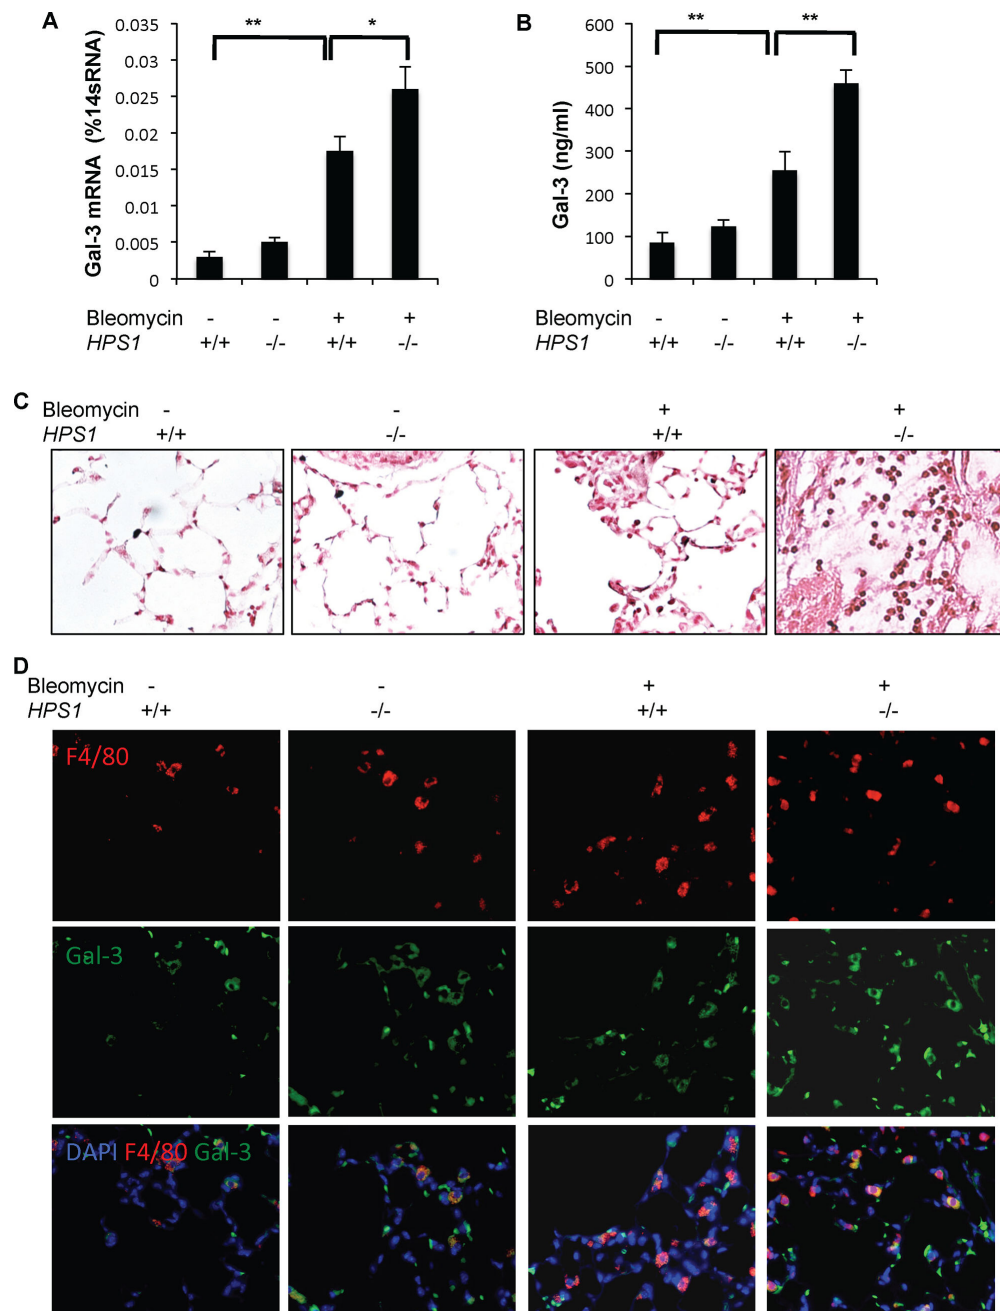 A
Gal-3 mRNA (%14sRNA)
0.035
0.03
0.025
0.02
0.015
0.01
0.005
0
** *
Bleomycin - - + +
HPS1 +/+ -/- +/+ -/-
B
Gal-3 (ng/ml)
600
500
400
300
200
100
0
** **
Bleomycin - - + +
HPS1 +/+ -/- +/+ -/-
C
Bleomycin - - + +
HPS1 +/+ -/- +/+ -/-
D
Bleomycin - - + +
HPS1 +/+ -/- +/+ -/-
F4/80
Gal-3
DAPI F4/80 Gal-3